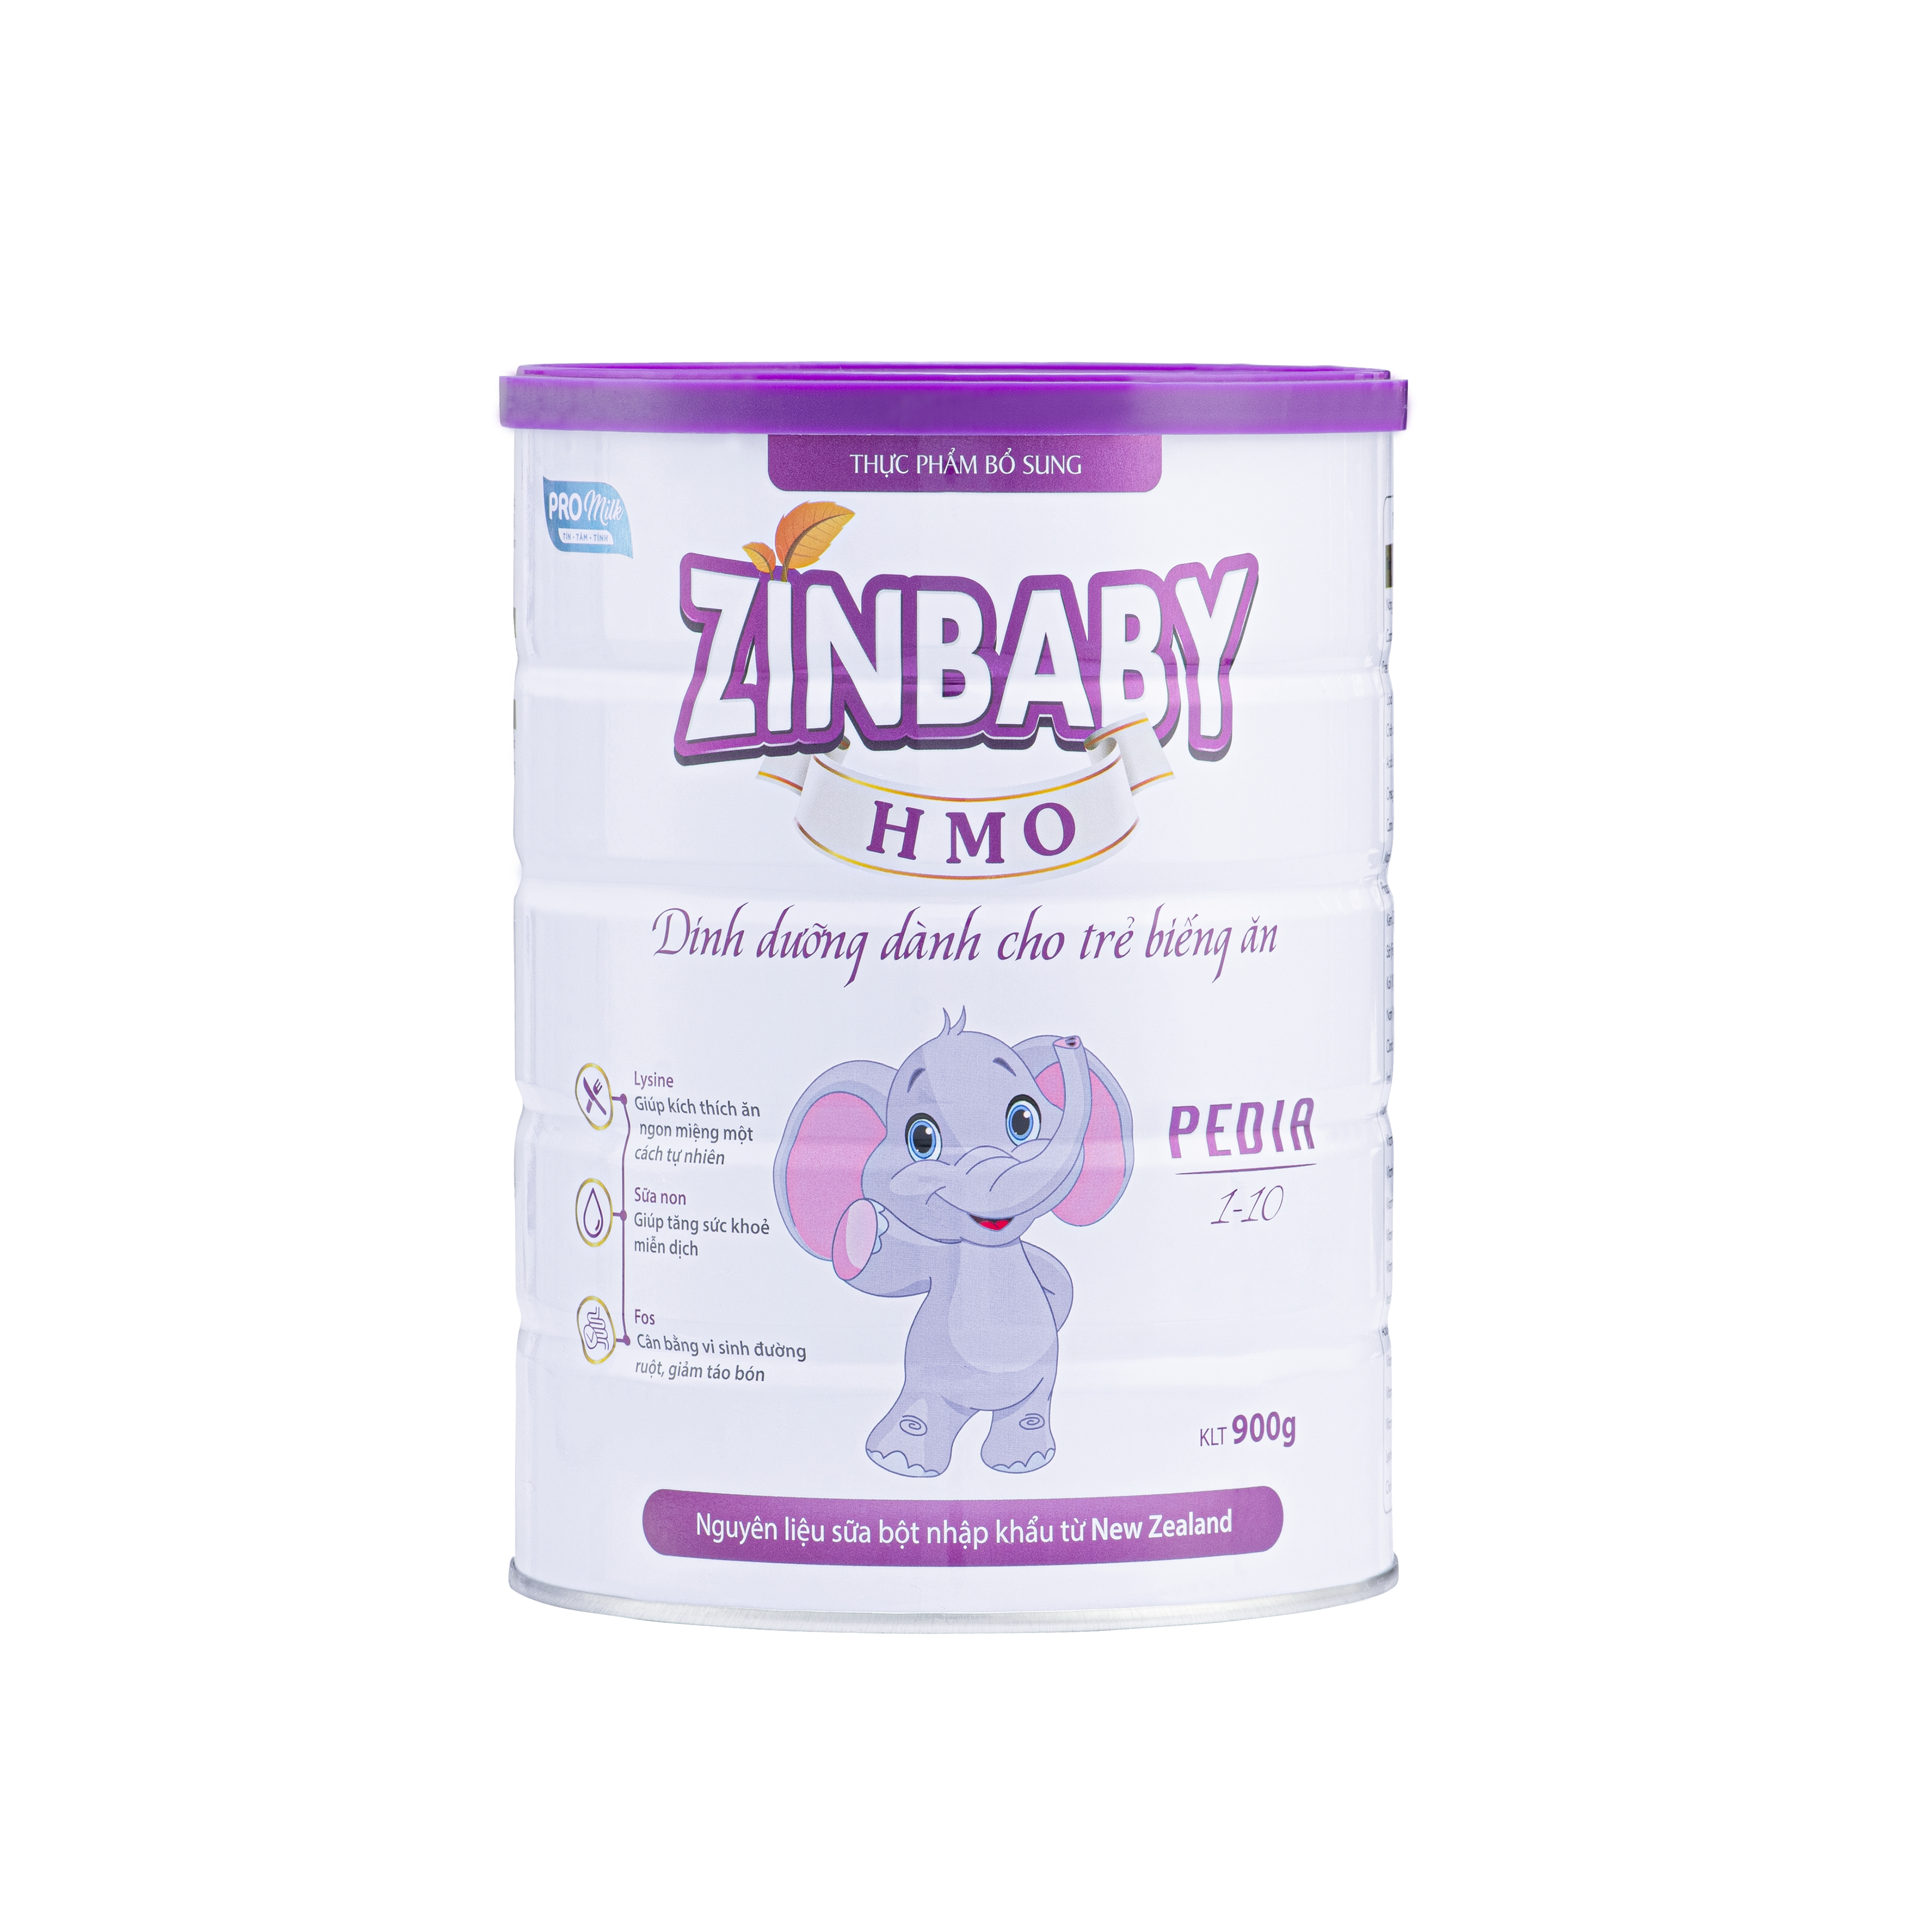 THỰC PHẨM BỔ SUNG
PRO Milk
TÍN - TÂM - TÌNH
ZINBABY
HMO
Dinh dưỡng dành cho trẻ biếng ăn
Lysine
Giúp kích thích ăn
ngon miệng một
cách tự nhiên
Sữa non
Giúp tăng sức khoẻ
miễn dịch
Fos
Cân bằng vi sinh đường
ruột, giảm táo bón
PEDIA
1-10
KLT 900g
Nguyên liệu sữa bột nhập khẩu từ New Zealand